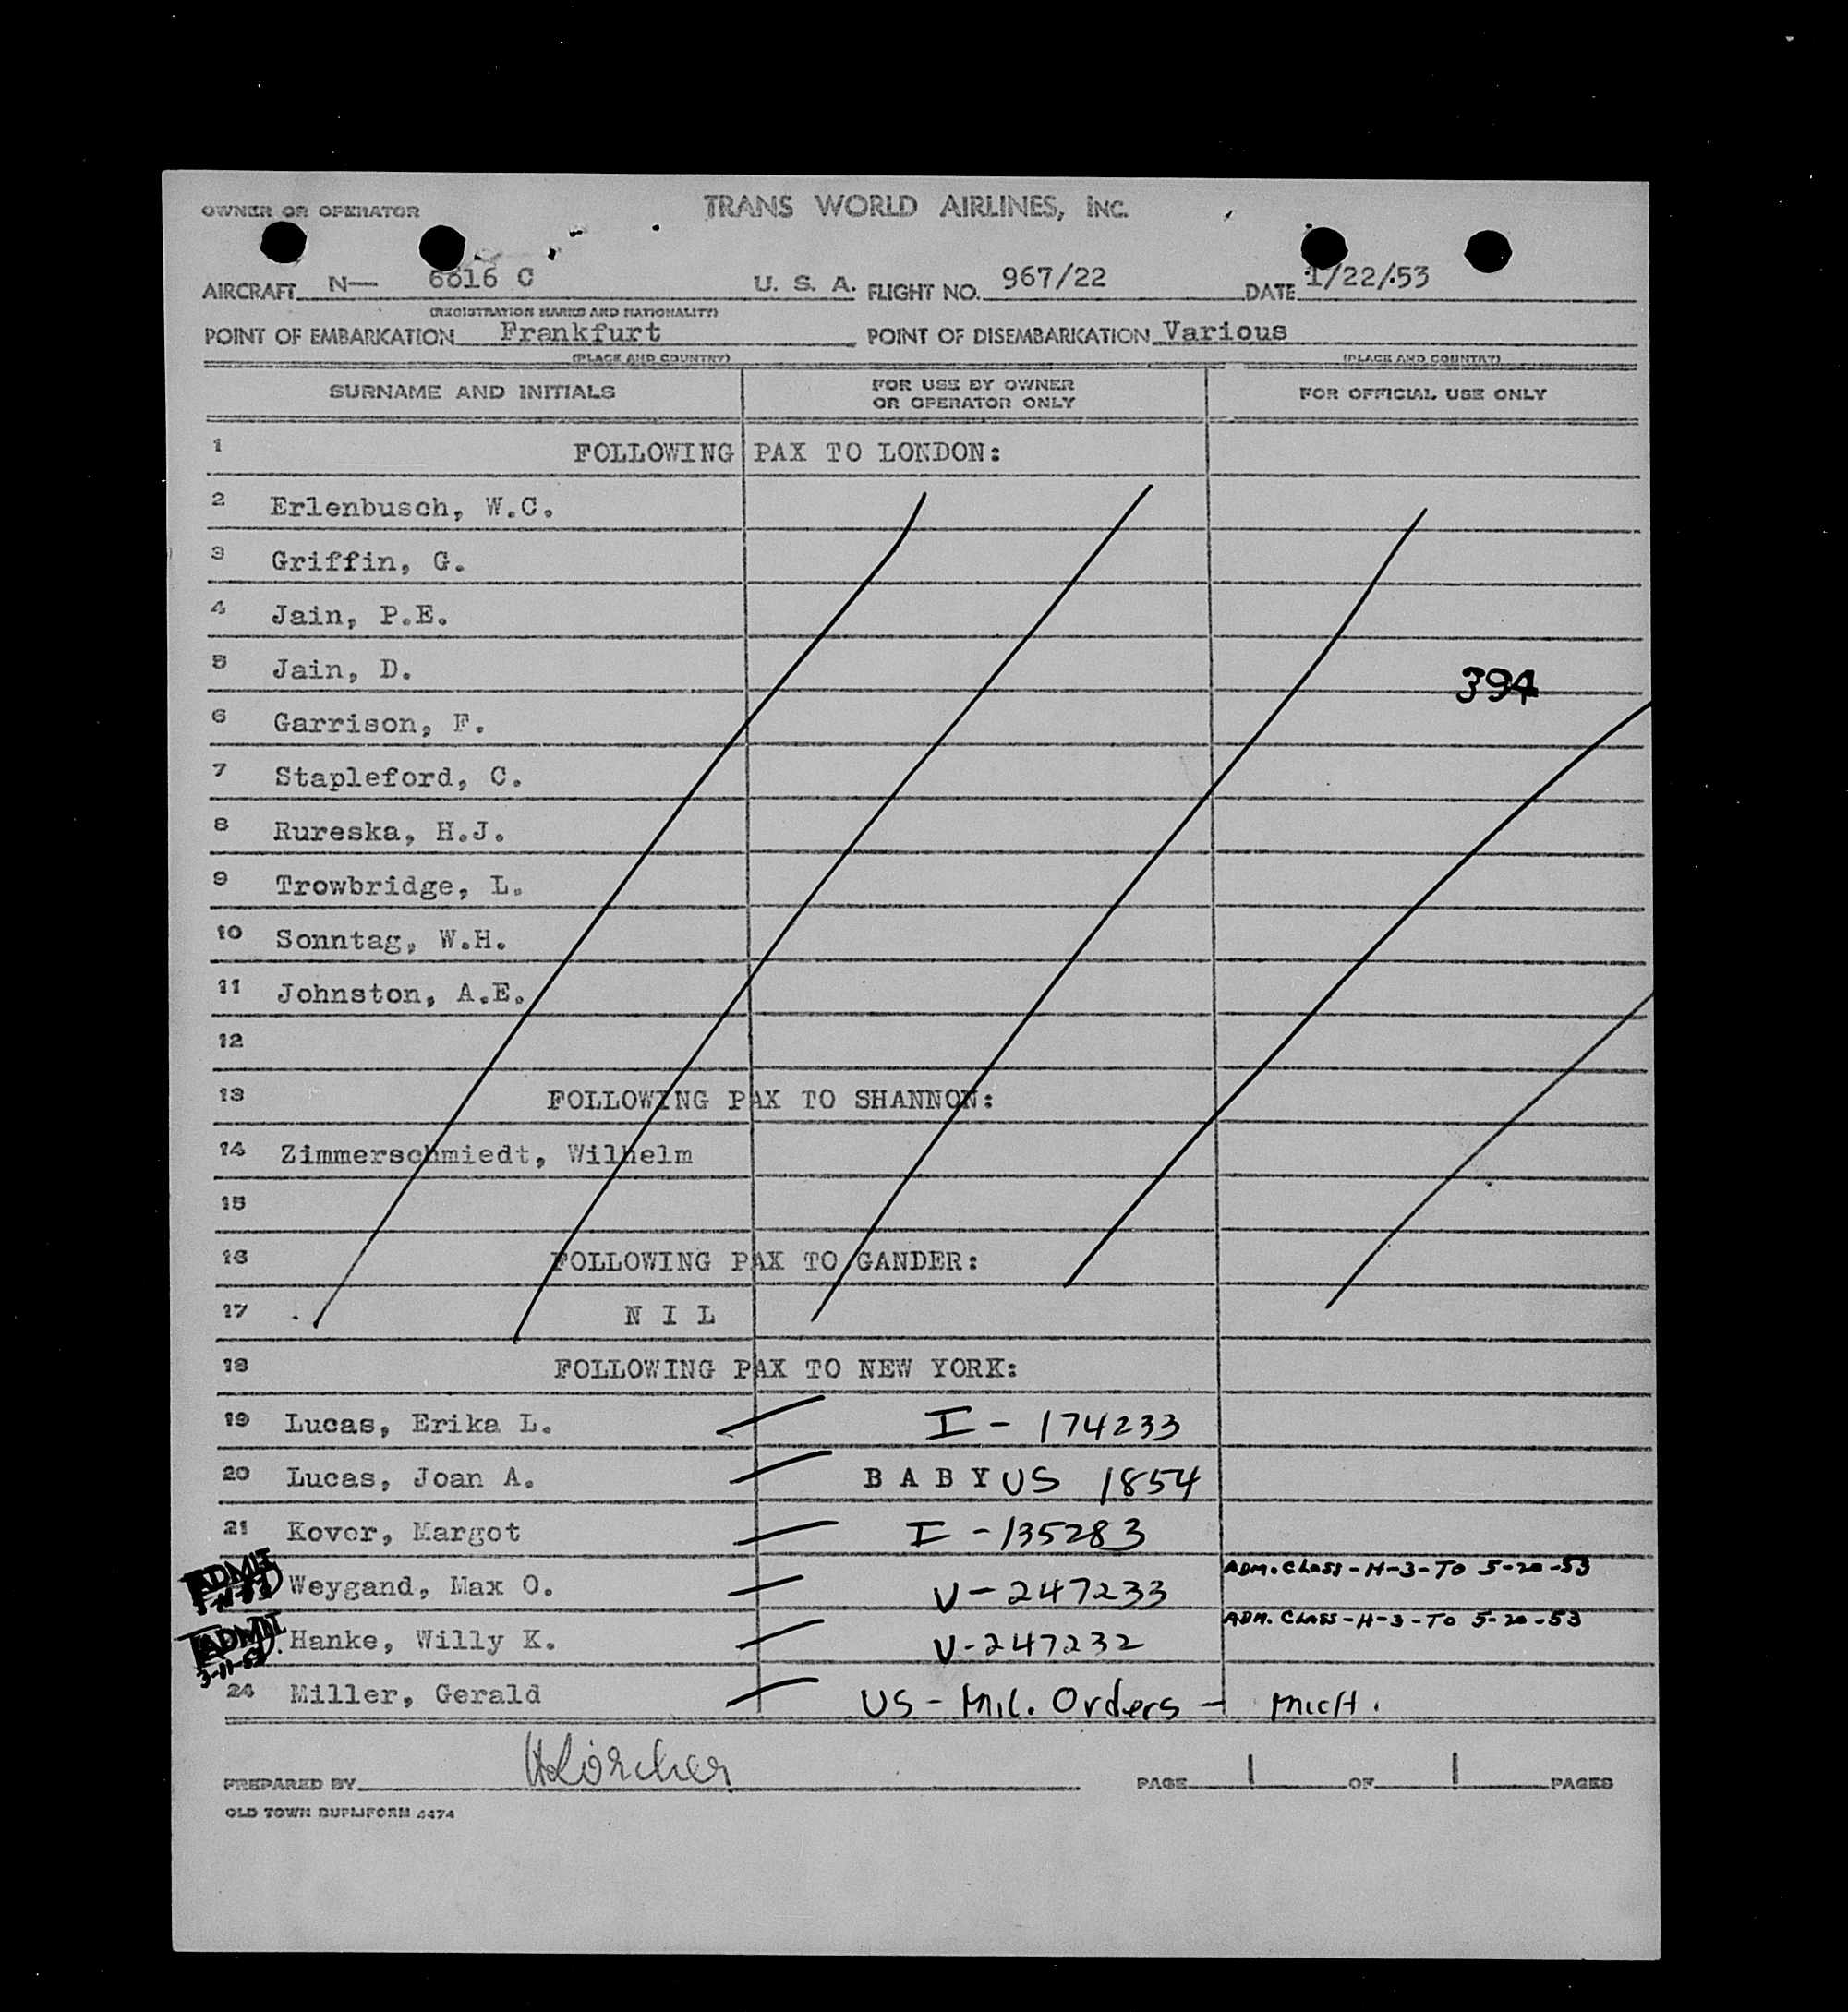 OWNER OR OPERATOR TRANS WORLD AIRLINES, INC.
AIRCRAFT N— 6816 C U. S. A. FLIGHT NO. 967/22 DATE 1/22/53
(REGISTRATION MARKS AND NATIONALITY)
POINT OF EMBARKATION Frankfurt POINT OF DISEMBARKATION Various
(PLACE AND COUNTRY) (PLACE AND COUNTRY)
SURNAME AND INITIALS FOR USE BY OWNER OR OPERATOR ONLY FOR OFFICIAL USE ONLY
1 FOLLOWING PAX TO LONDON:
2 Erlenbusch, W.C.
3 Griffin, G.
4 Jain, P.E.
5 Jain, D. 394
6 Garrison, F.
7 Stapleford, C.
8 Rureska, H.J.
9 Trowbridge, L.
10 Sonntag, W.H.
11 Johnston, A.E.
12
13 FOLLOWING PAX TO SHANNON:
14 Zimmerschmiedt, Wilhelm
15
16 FOLLOWING PAX TO GANDER:
17 N I L
18 FOLLOWING PAX TO NEW YORK:
19 Lucas, Erika L. I - 174233
20 Lucas, Joan A. B A B Y US 1854
21 Kover, Margot I - 135283
ADMIT Weygand, Max O. V - 247233 ADM. CLASS - H-3 - TO 5-20-53
ADMIT 3-11-53 Hanke, Willy K. V-247232 ADM. CLASS - H-3 - TO 5-20-53
24 Miller, Gerald US - Mil. Orders - Mich.
PREPARED BY PAGE 1 OF 1 PAGES
OLD TOWN DUPLIFORM 4474